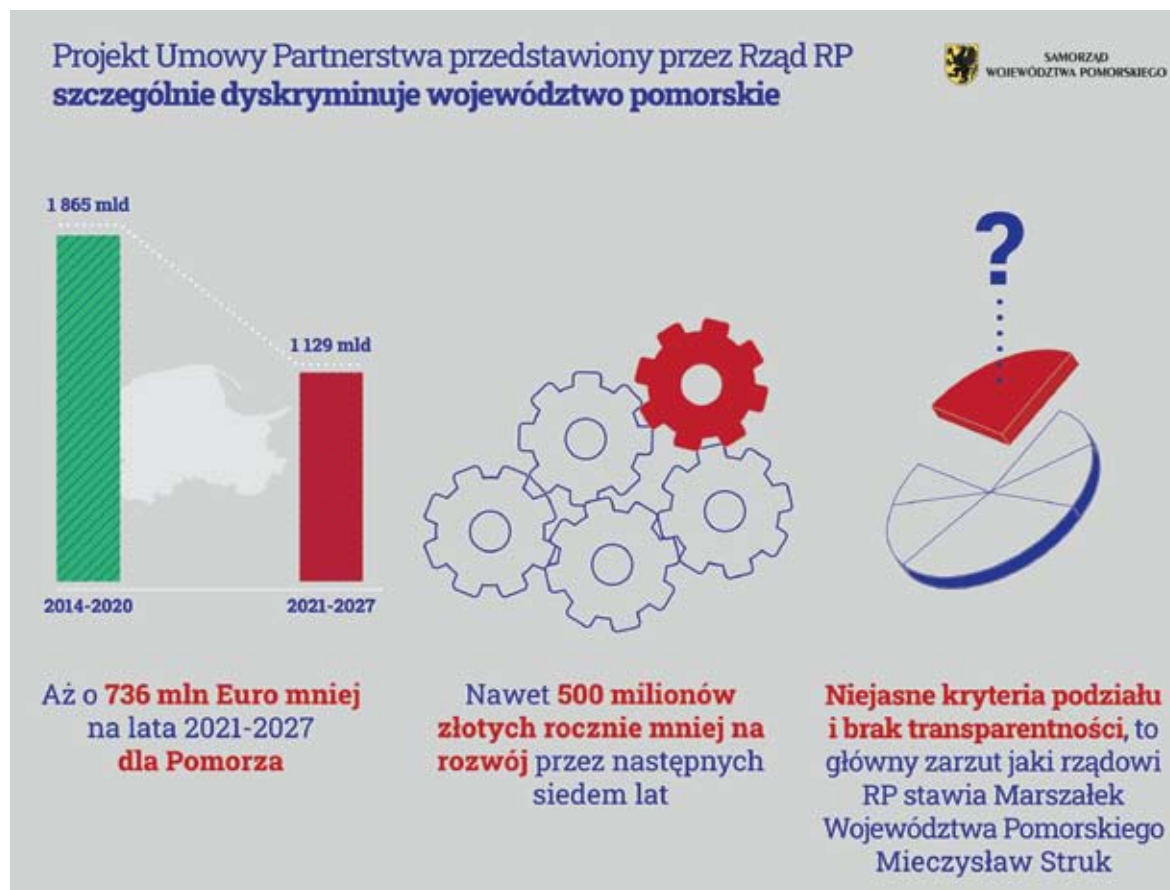 Projekt Umowy Partnerstwa przedstawiony przez Rząd RP
szczególnie dyskryminuje województwo pomorskie
SAMORZĄD
WOJEWÓDZTWA POMORSKIEGO
1 865 mld
1 129 mld
2014-2020
2021-2027
?
Aż o 736 mln Euro mniej
na lata 2021-2027
dla Pomorza
Nawet 500 milionów
złotych rocznie mniej na
rozwój przez następnych
siedem lat
Niejasne kryteria podziału
i brak transparentności, to
główny zarzut jaki rządowi
RP stawia Marszałek
Województwa Pomorskiego
Mieczysław Struk